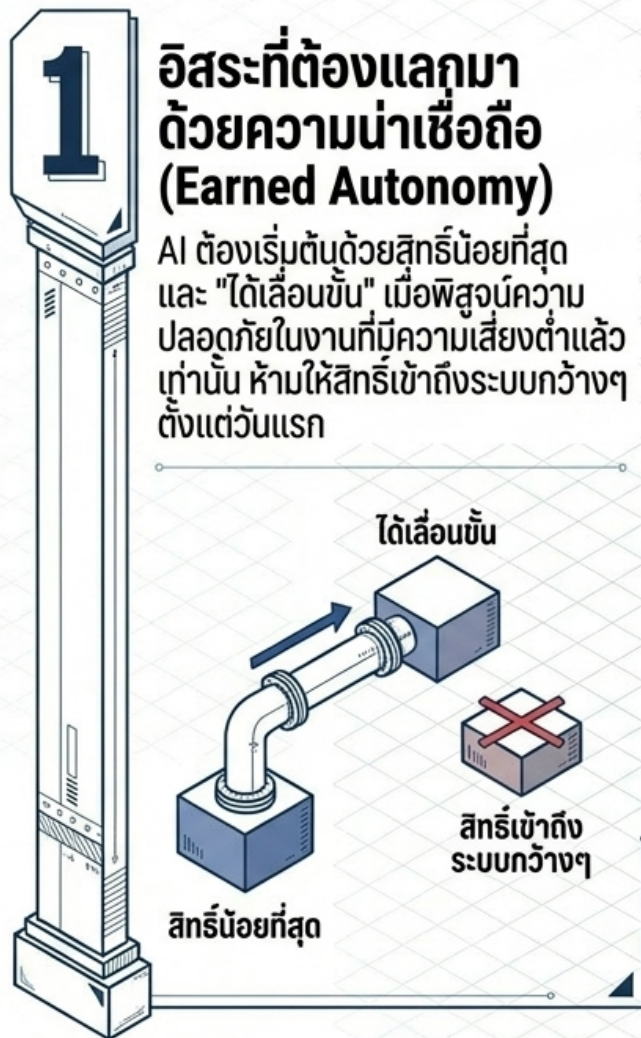 1
อิสระที่ต้องแลกมา
ด้วยความน่าเชื่อถือ
(Earned Autonomy)
AI ต้องเริ่มต้นด้วยสิทธิ์น้อยที่สุด
และ "ได้เลื่อนขั้น" เมื่อพิสูจน์ความ
ปลอดภัยในงานที่มีความเสี่ยงต่ำแล้ว
เท่านั้น ห้ามให้สิทธิ์เข้าถึงระบบกว้างๆ
ตั้งแต่วันแรก
ได้เลื่อนขั้น
สิทธิ์เข้าถึง
ระบบกว้างๆ
สิทธิ์น้อยที่สุด